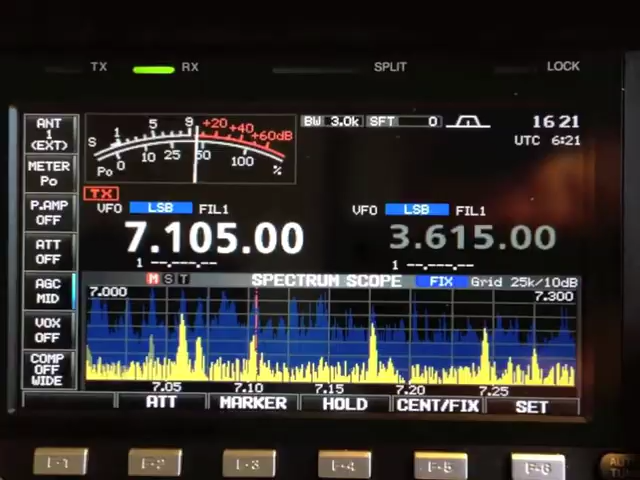 TX RX SPLIT LOCK
ANT 1 (EXT)
METER Po
P.AMP OFF
ATT OFF
AGC MID
VOX OFF
COMP OFF WIDE
S 1 5 9 +20 +40 +60dB
Po 0 10 25 50 100 %
BW 3.0k SFT 0
16:21
UTC 6:21
TX
VFO LSB FIL1
7.105.00
1 --.---.--
VFO LSB FIL1
3.615.00
1 --.---.--
M S T SPECTRUM SCOPE FIX Grid 25k/10dB
7.000 7.300
7.05 7.10 7.15 7.20 7.25
ATT MARKER HOLD CENT/FIX SET
F-1 F-2 F-3 F-4 F-5 F-6